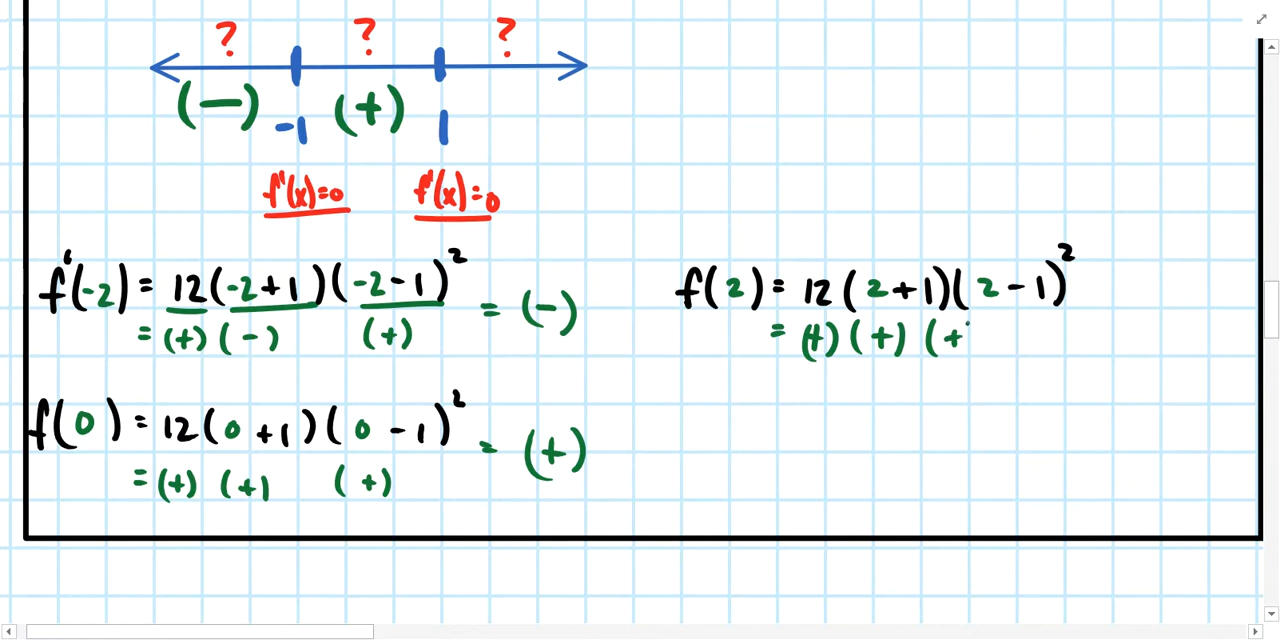 ? ? ?
(−) (+)
-1 1
f'(x)=0 f'(x)=0
f'(-2) = 12(-2+1)(-2-1)²
= (+)(-) (+) = (-)
f(0) = 12(0+1)(0-1)²
= (+)(+) (+) = (+)
f(2) = 12(2+1)(2-1)²
= (+)(+)(+